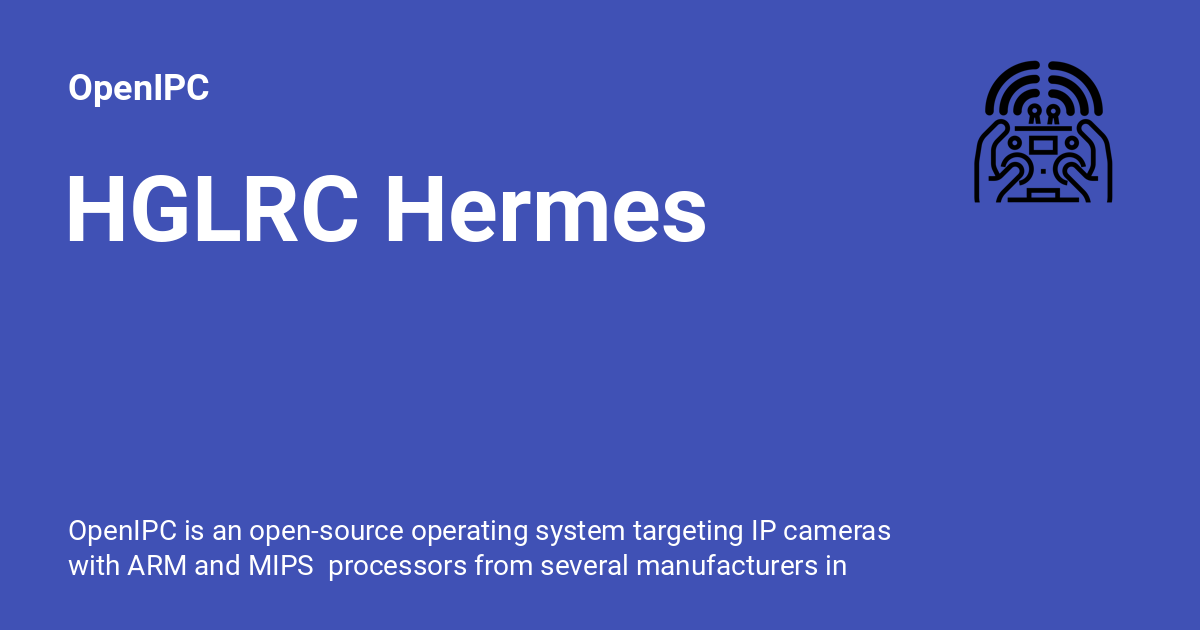 OpenIPC
HGLRC Hermes
OpenIPC is an open-source operating system targeting IP cameras
with ARM and MIPS  processors from several manufacturers in